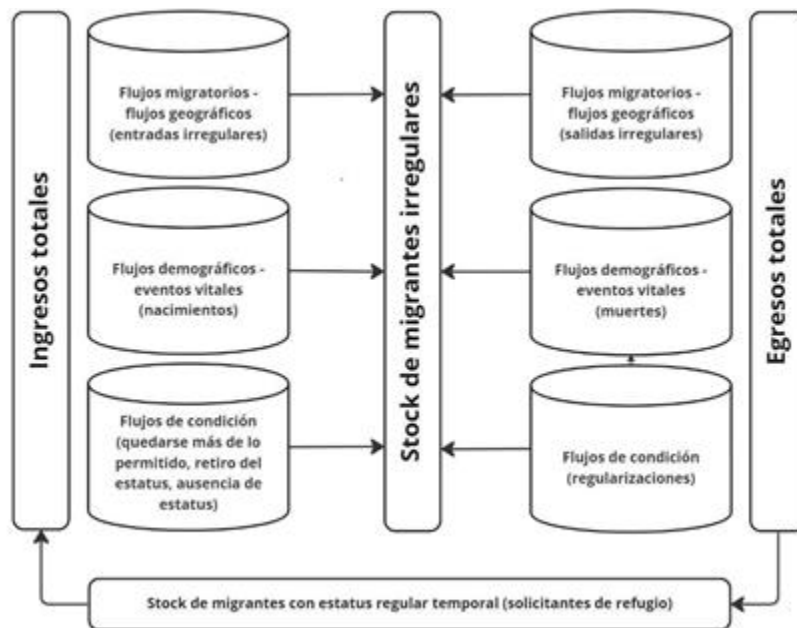 Ingresos totales
Flujos migratorios -
flujos geográficos
(entradas irregulares)
Flujos demográficos -
eventos vitales
(nacimientos)
Flujos de condición
(quedarse más de lo
permitido, retiro del
estatus, ausencia de
estatus)
Stock de migrantes irregulares
Flujos migratorios -
flujos geográficos
(salidas irregulares)
Flujos demográficos -
eventos vitales
(muertes)
Flujos de condición
(regularizaciones)
Egresos totales
Stock de migrantes con estatus regular temporal (solicitantes de refugio)